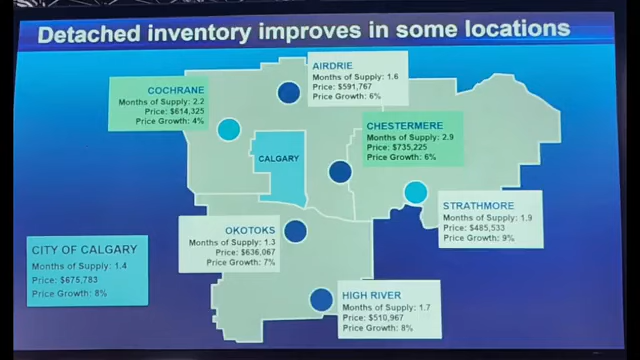 Detached inventory improves in some locations
AIRDRIE
Months of Supply: 1.6
Price: $591,767
Price Growth: 6%
COCHRANE
Months of Supply: 2.2
Price: $614,325
Price Growth: 4%
CHESTERMERE
Months of Supply: 2.9
Price: $735,225
Price Growth: 6%
CALGARY
STRATHMORE
Months of Supply: 1.9
Price: $485,533
Price Growth: 9%
OKOTOKS
Months of Supply: 1.3
Price: $636,067
Price Growth: 7%
CITY OF CALGARY
Months of Supply: 1.4
Price: $675,783
Price Growth: 8%
HIGH RIVER
Months of Supply: 1.7
Price: $510,967
Price Growth: 8%